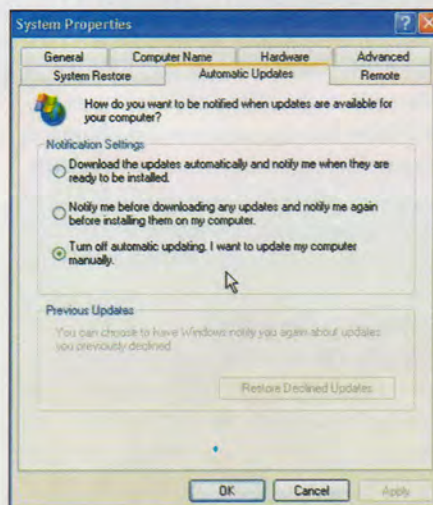 System Properties
General Computer Name Hardware Advanced
System Restore Automatic Updates Remote
How do you want to be notified when updates are available for
your computer?
Notification Settings
Download the updates automatically and notify me when they are
ready to be installed.
Notify me before downloading any updates and notify me again
before installing them on my computer.
Turn off automatic updating. I want to update my computer
manually.
Previous Updates
You can choose to have Windows notify you again about updates
you previously declined.
Restore Declined Updates
OK Cancel Apply